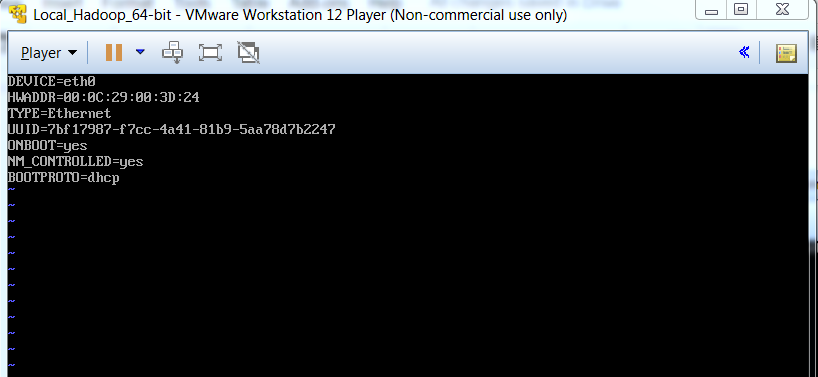 Local_Hadoop_64-bit - VMware Workstation 12 Player (Non-commercial use only)
Player
DEVICE=eth0
HWADDR=00:0C:29:00:3D:24
TYPE=Ethernet
UUID=7bf17987-f7cc-4a41-81b9-5aa78d7b2247
ONBOOT=yes
NM_CONTROLLED=yes
BOOTPROTO=dhcp
~
~
~
~
~
~
~
~
~
~
~
~